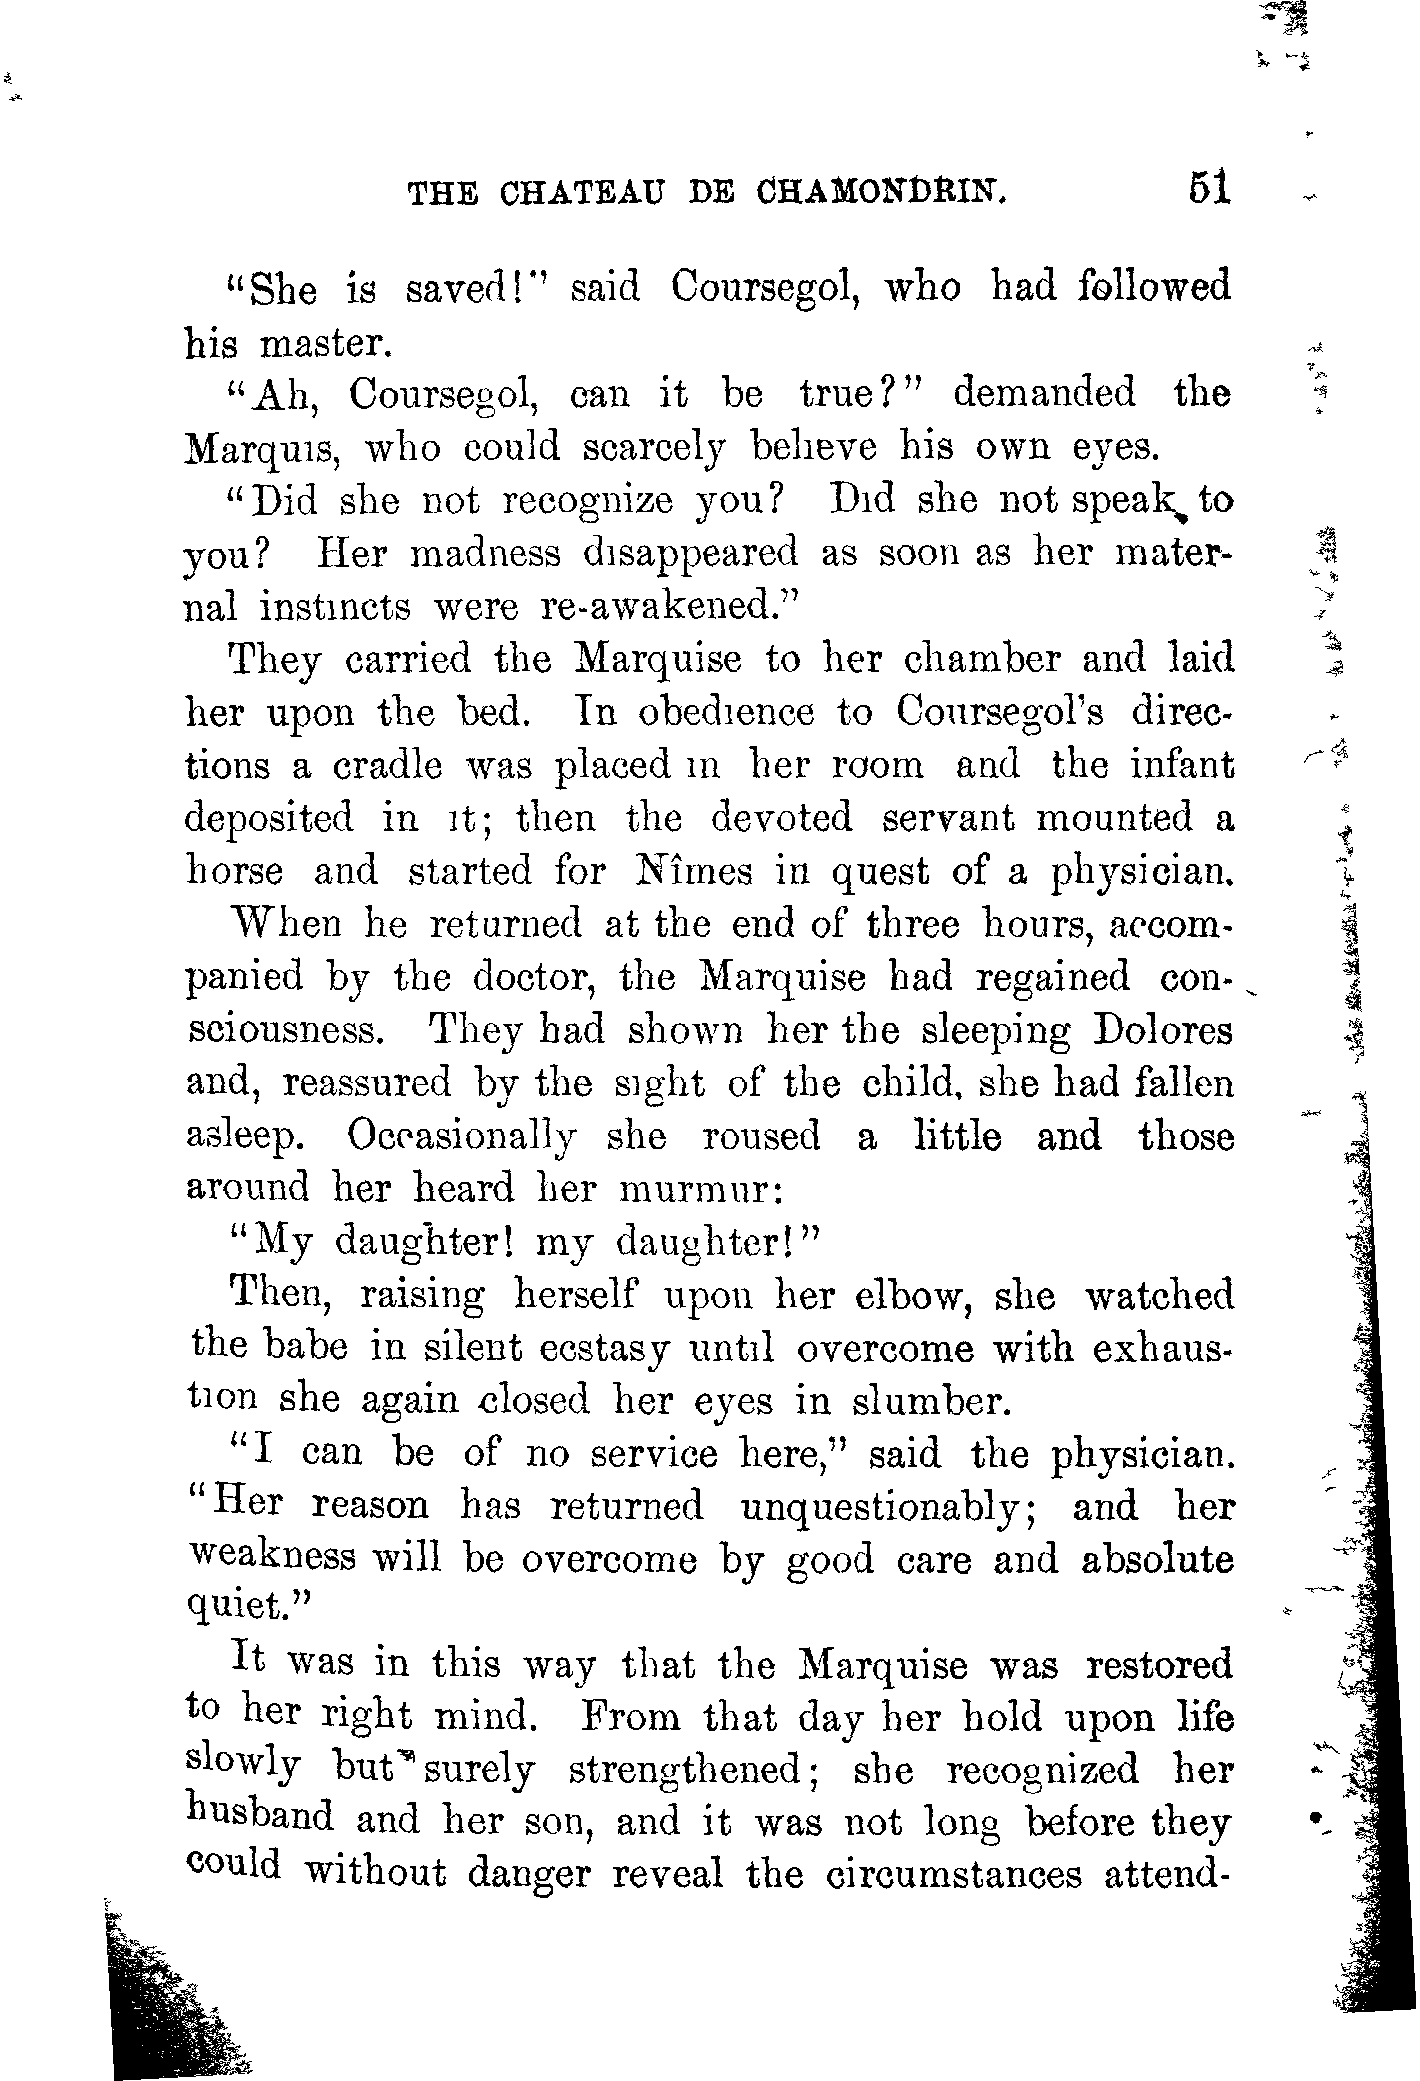 THE CHATEAU DE CHAMONDRIN. 51
"She is saved!" said Coursegol, who had followed
his master.
"Ah, Coursegol, can it be true?" demanded the
Marquis, who could scarcely believe his own eyes.
"Did she not recognize you? Did she not speak to
you? Her madness disappeared as soon as her mater-
nal instincts were re-awakened."
They carried the Marquise to her chamber and laid
her upon the bed. In obedience to Coursegol's direc-
tions a cradle was placed in her room and the infant
deposited in it; then the devoted servant mounted a
horse and started for Nîmes in quest of a physician.
When he returned at the end of three hours, accom-
panied by the doctor, the Marquise had regained con-
sciousness. They had shown her the sleeping Dolores
and, reassured by the sight of the child, she had fallen
asleep. Occasionally she roused a little and those
around her heard her murmur:
"My daughter! my daughter!"
Then, raising herself upon her elbow, she watched
the babe in silent ecstasy until overcome with exhaus-
tion she again closed her eyes in slumber.
"I can be of no service here," said the physician.
"Her reason has returned unquestionably; and her
weakness will be overcome by good care and absolute
quiet."
It was in this way that the Marquise was restored
to her right mind. From that day her hold upon life
slowly but surely strengthened; she recognized her
husband and her son, and it was not long before they
could without danger reveal the circumstances attend-